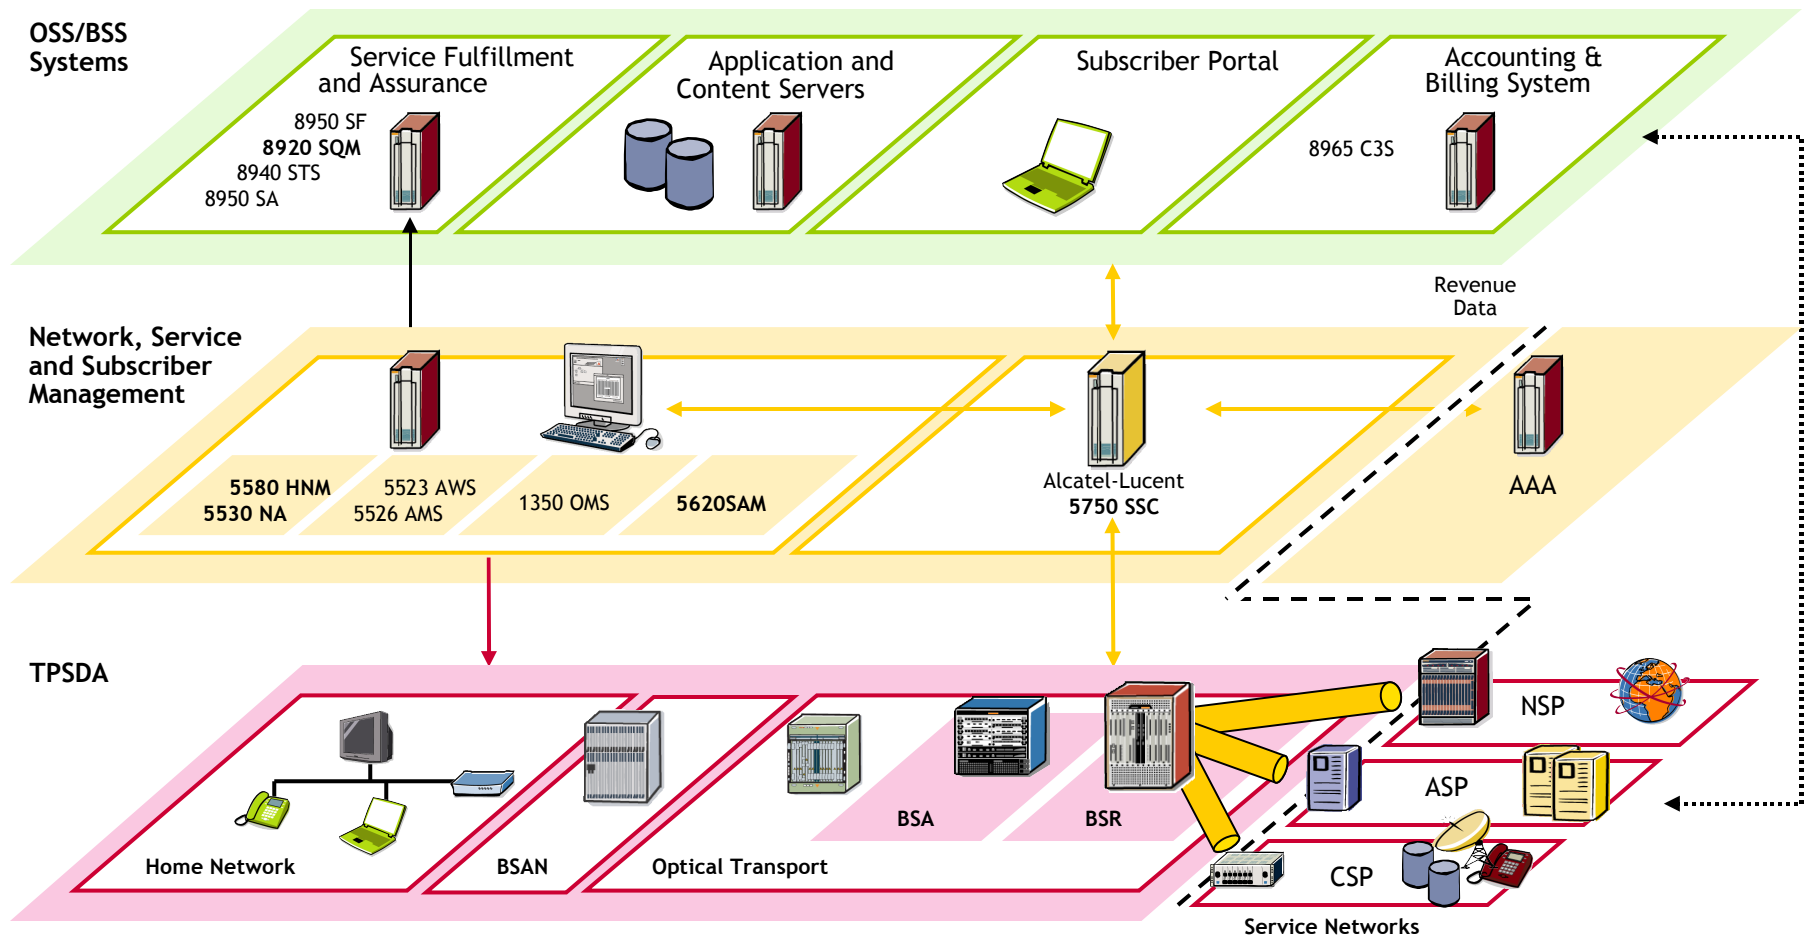 OSS/BSS
Systems
Service Fulfillment
and Assurance
8950 SF
8920 SQM
8940 STS
8950 SA
Application and
Content Servers
Subscriber Portal
Accounting &
Billing System
8965 C3S
Revenue
Data
Network, Service
and Subscriber
Management
5580 HNM
5530 NA
5523 AWS
5526 AMS
1350 OMS
5620SAM
Alcatel-Lucent
5750 SSC
AAA
TPSDA
Home Network
BSAN
Optical Transport
BSA
BSR
NSP
ASP
CSP
Service Networks